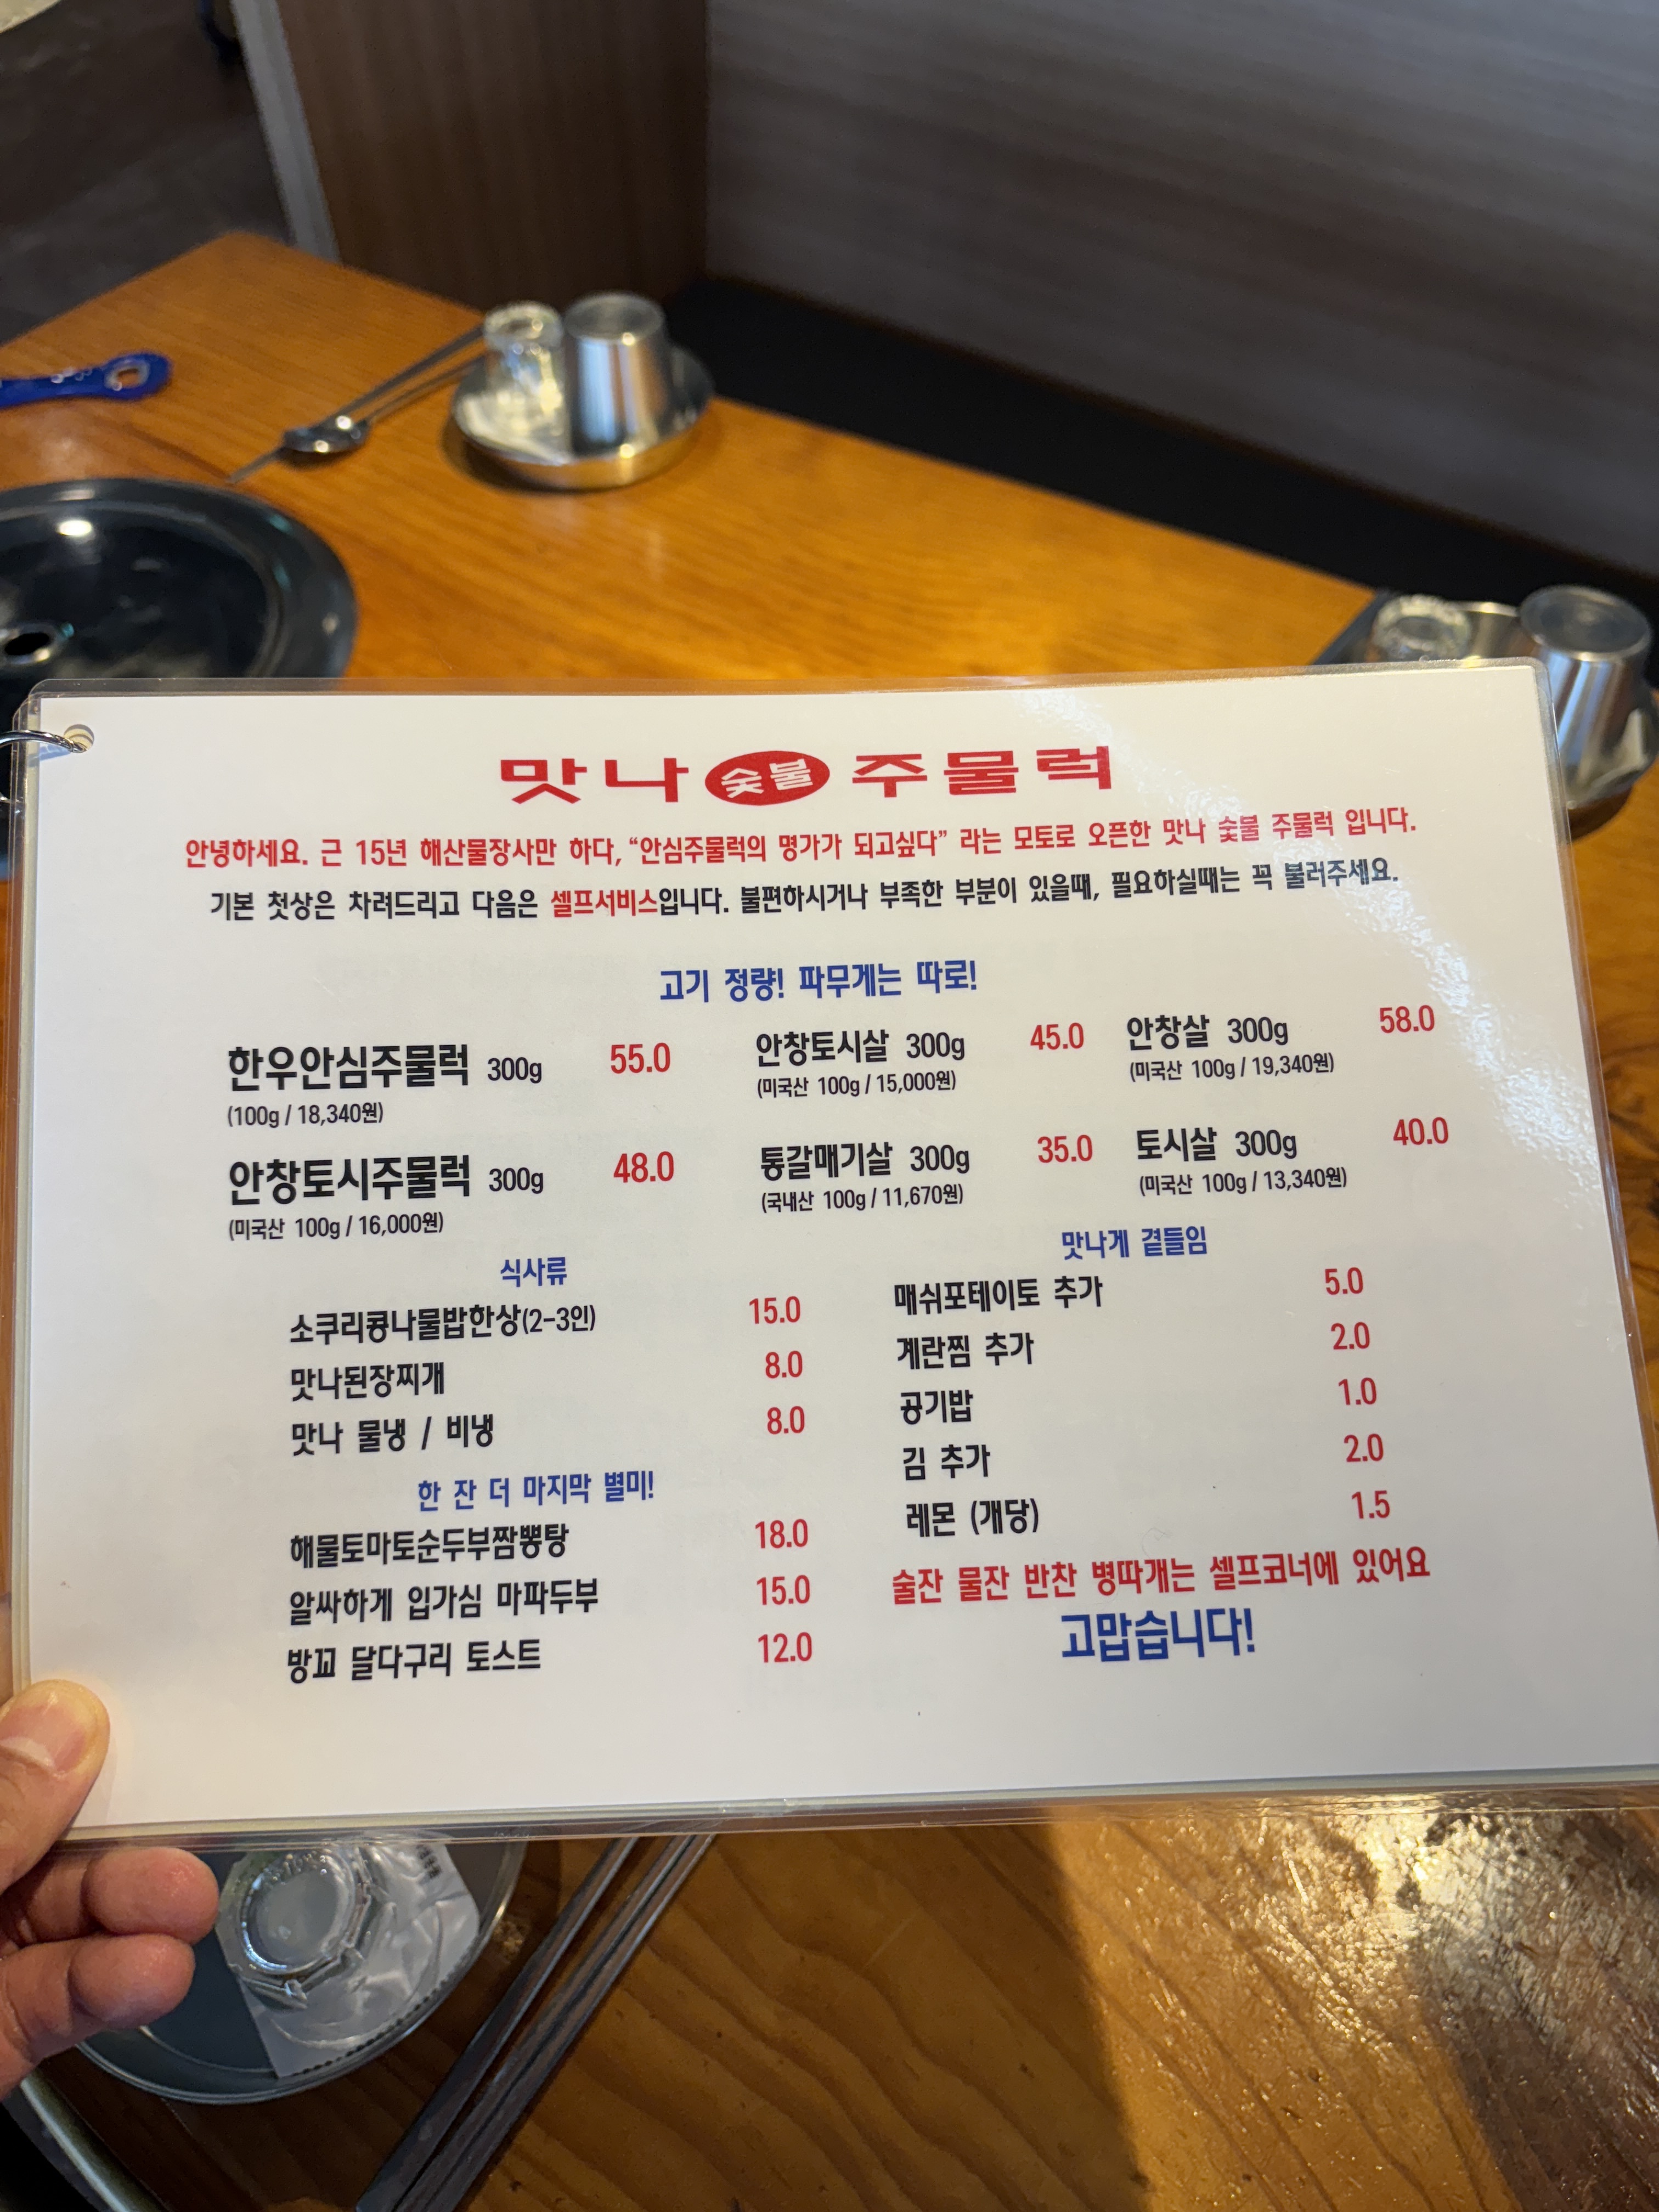 맛나 숯불 주물럭
안녕하세요. 근 15년 해산물장사만 하다, “안심주물럭의 명가가 되고싶다” 라는 모토로 오픈한 맛나 숯불 주물럭 입니다.
기본 첫상은 차려드리고 다음은 셀프서비스입니다. 불편하시거나 부족한 부분이 있을때, 필요하실때는 꼭 불러주세요.
고기 정량! 파무게는 따로!
한우안심주물럭 300g 55.0
(100g / 18,340원)
안창토시주물럭 300g 48.0
(미국산 100g / 16,000원)
안창토시살 300g 45.0
(미국산 100g / 15,000원)
통갈매기살 300g 35.0
(국내산 100g / 11,670원)
안창살 300g 58.0
(미국산 100g / 19,340원)
토시살 300g 40.0
(미국산 100g / 13,340원)
식사류
소쿠리콩나물밥한상(2-3인) 15.0
맛나된장찌개 8.0
맛나 물냉 / 비냉 8.0
한 잔 더 마지막 별미!
해물토마토순두부짬뽕탕 18.0
알싸하게 입가심 마파두부 15.0
방꼬 달다구리 토스트 12.0
맛나게 곁들임
매쉬포테이토 추가 5.0
계란찜 추가 2.0
공기밥 1.0
김 추가 2.0
레몬 (개당) 1.5
술잔 물잔 반찬 병따개는 셀프코너에 있어요
고맙습니다!